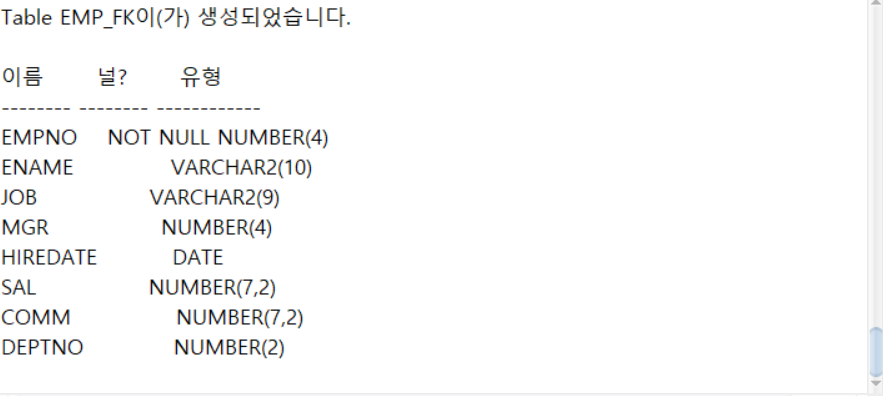 Table EMP_FK이(가) 생성되었습니다.
이름 널? 유형
-------- -------- ------------
EMPNO NOT NULL NUMBER(4)
ENAME VARCHAR2(10)
JOB VARCHAR2(9)
MGR NUMBER(4)
HIREDATE DATE
SAL NUMBER(7,2)
COMM NUMBER(7,2)
DEPTNO NUMBER(2)